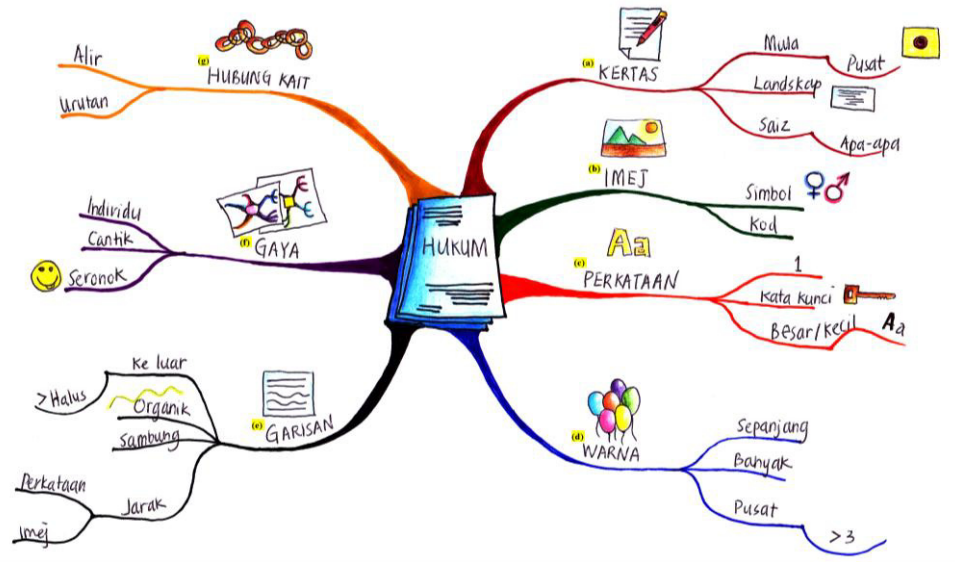 HUKUM
(a)
KERTAS
Mula
Pusat
Landskap
Saiz
Apa-apa
(b)
IMEJ
Simbol
Kod
(c)
PERKATAAN
1
Kata Kunci
Besar/Kecil
Aa
Aa
(d)
WARNA
Sepanjang
Banyak
Pusat
>3
(e)
GARISAN
Ke luar
>Halus
Organik
Sambung
Jarak
Perkataan
Imej
(f)
GAYA
Individu
Cantik
Seronok
(g)
HUBUNG KAIT
Alir
Urutan